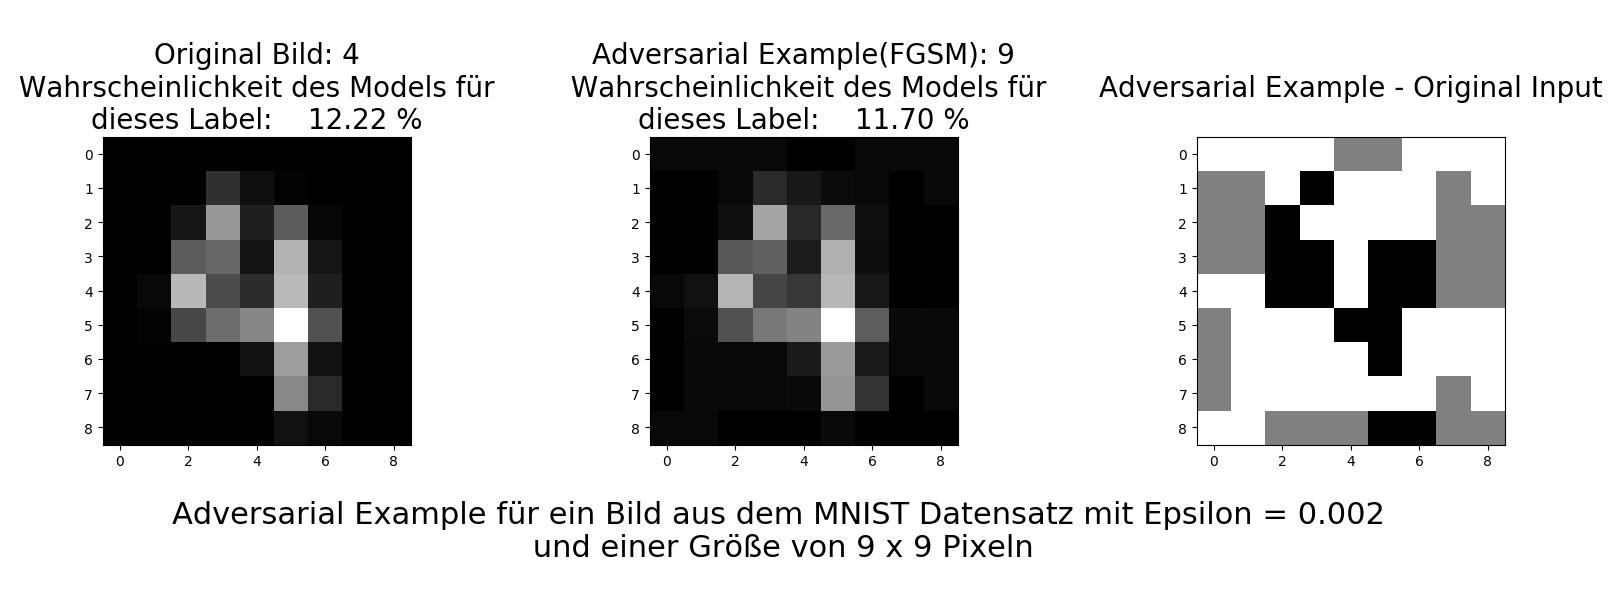 Original Bild: 4
Wahrscheinlichkeit des Models für
dieses Label:    12.22 %
0
1
2
3
4
5
6
7
8
0 2 4 6 8
Adversarial Example(FGSM): 9
Wahrscheinlichkeit des Models für
dieses Label:    11.70 %
0
1
2
3
4
5
6
7
8
0 2 4 6 8
Adversarial Example - Original Input
0
1
2
3
4
5
6
7
8
0 2 4 6 8
Adversarial Example für ein Bild aus dem MNIST Datensatz mit Epsilon = 0.002
und einer Größe von 9 x 9 Pixeln